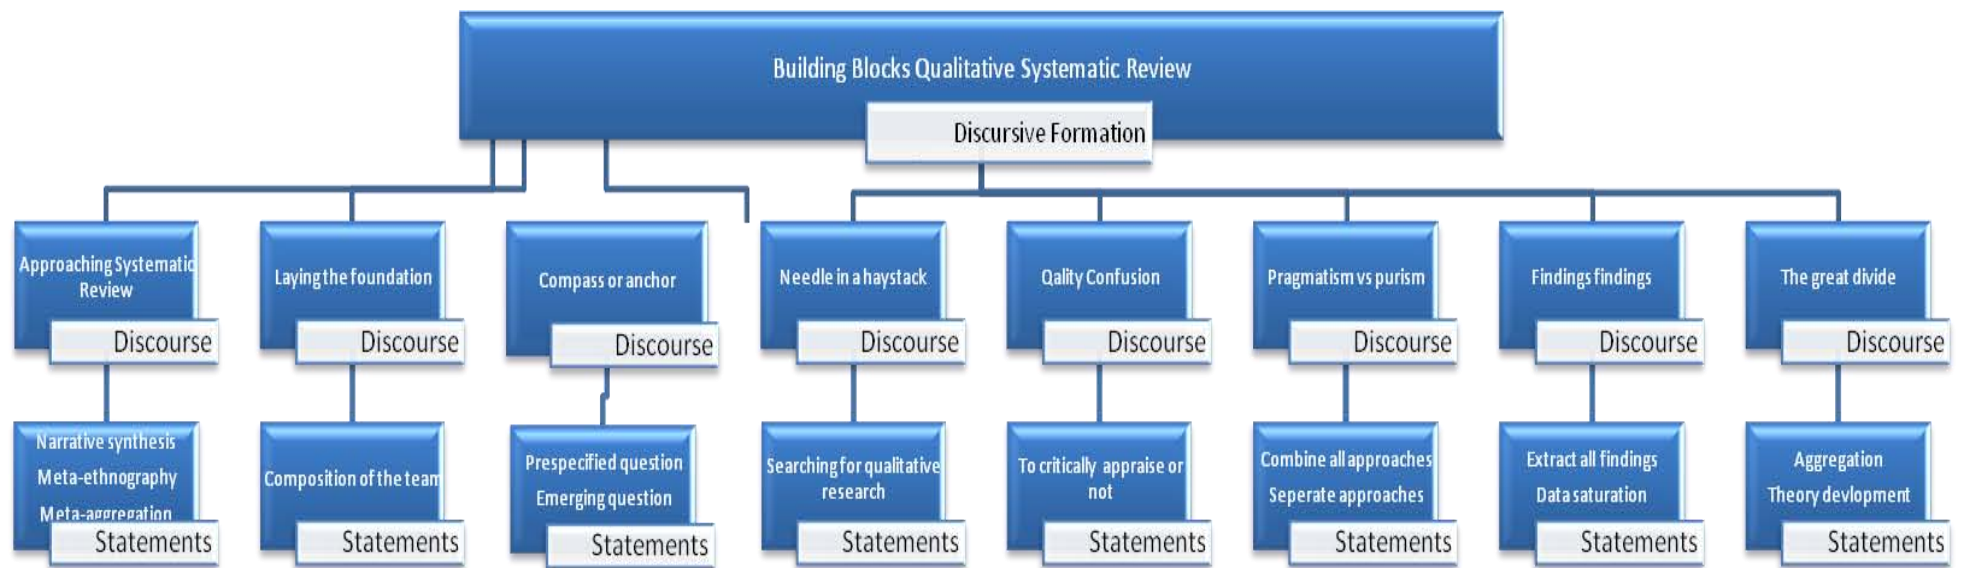 Building Blocks Qualitative Systematic Review
Discursive Formation
Approaching Systematic
Review
Discourse
Laying the foundation
Discourse
Compass or anchor
Discourse
Needle in a haystack
Discourse
Qality Confusion
Discourse
Pragmatism vs purism
Discourse
Findings findings
Discourse
The great divide
Discourse
Narrative synthesis
Meta-ethnography
Meta-aggregation
Statements
Composition of the team
Statements
Prespecified question
Emerging question
Statements
Searching for qualitative
research
Statements
To critically appraise or
not
Statements
Combine all approaches
Seperate approaches
Statements
Extract all findings
Data saturation
Statements
Aggregation
Theory devlopment
Statements